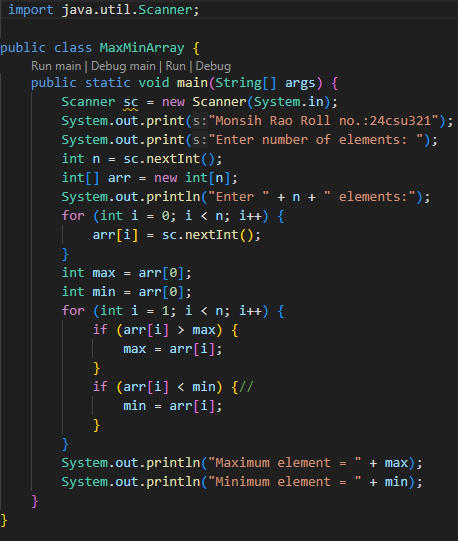 import java.util.Scanner;
public class MaxMinArray {
Run main | Debug main | Run | Debug
public static void main(String[] args) {
Scanner sc = new Scanner(System.in);
System.out.print(s:"Monsih Rao Roll no.:24csu321");
System.out.print(s:"Enter number of elements: ");
int n = sc.nextInt();
int[] arr = new int[n];
System.out.println("Enter " + n + " elements:");
for (int i = 0; i < n; i++) {
arr[i] = sc.nextInt();
}
int max = arr[0];
int min = arr[0];
for (int i = 1; i < n; i++) {
if (arr[i] > max) {
max = arr[i];
}
if (arr[i] < min) {//
min = arr[i];
}
}
System.out.println("Maximum element = " + max);
System.out.println("Minimum element = " + min);
}
}